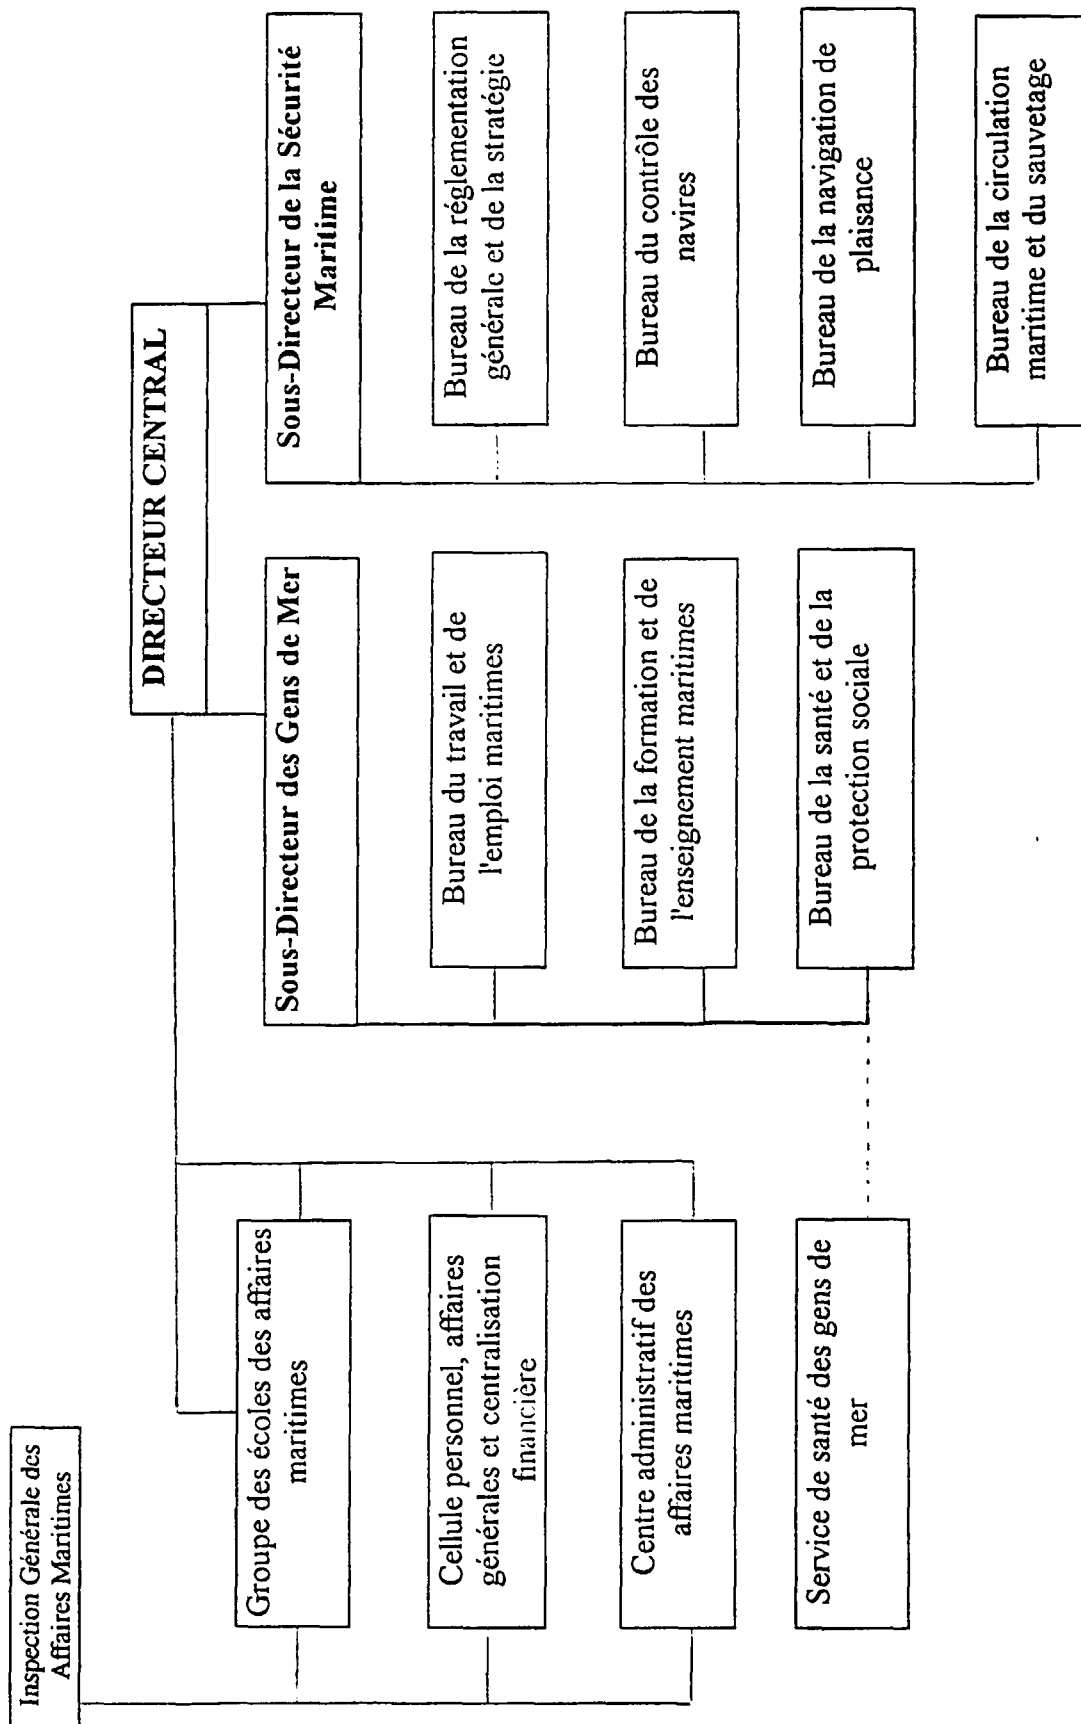 Inspection Générale des
Affaires Maritimes
DIRECTEUR CENTRAL
Groupe des écoles des affaires
maritimes
Sous-Directeur des Gens de Mer
Sous-Directeur de la Sécurité
Maritime
Cellule personnel, affaires
générales et centralisation
financière
Bureau du travail et de
l'emploi maritimes
Bureau de la réglementation
générale et de la stratégie
Centre administratif des
affaires maritimes
Bureau de la formation et de
l'enseignement maritimes
Bureau du contrôle des
navires
Service de santé des gens de
mer
Bureau de la santé et de la
protection sociale
Bureau de la navigation de
plaisance
Bureau de la circulation
maritime et du sauvetage